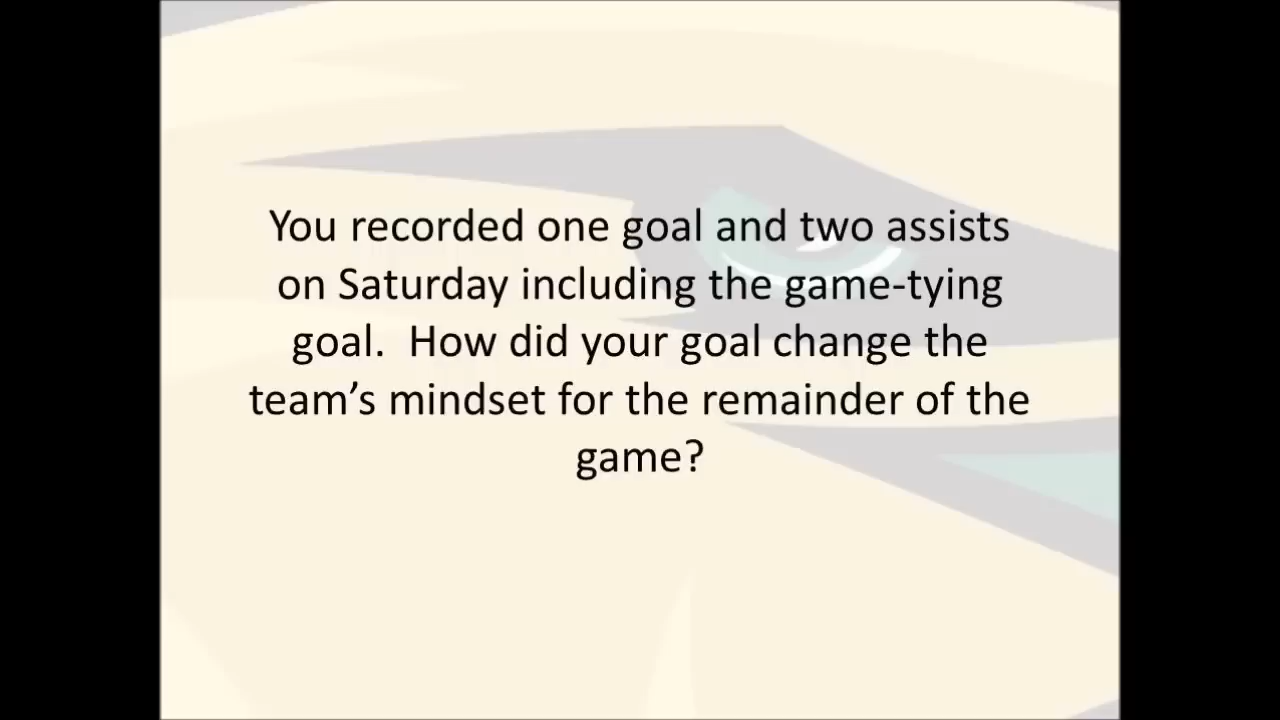 You recorded one goal and two assists
on Saturday including the game-tying
goal.  How did your goal change the
team’s mindset for the remainder of the
game?